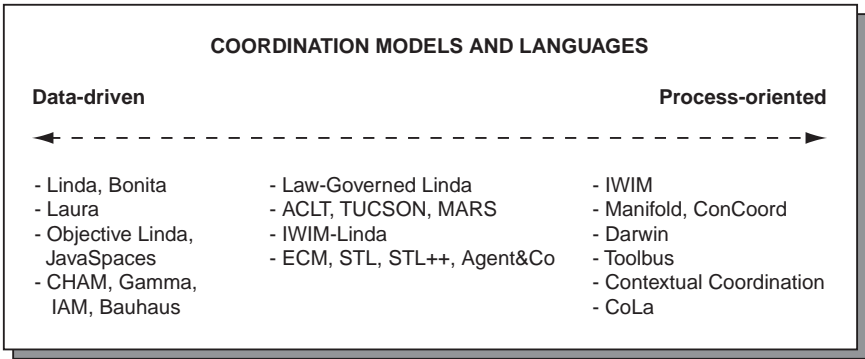 COORDINATION MODELS AND LANGUAGES
Data-driven
Process-oriented
- Linda, Bonita
- Laura
- Objective Linda,
JavaSpaces
- CHAM, Gamma,
IAM, Bauhaus
- Law-Governed Linda
- ACLT, TUCSON, MARS
- IWIM-Linda
- ECM, STL, STL++, Agent&Co
- IWIM
- Manifold, ConCoord
- Darwin
- Toolbus
- Contextual Coordination
- CoLa